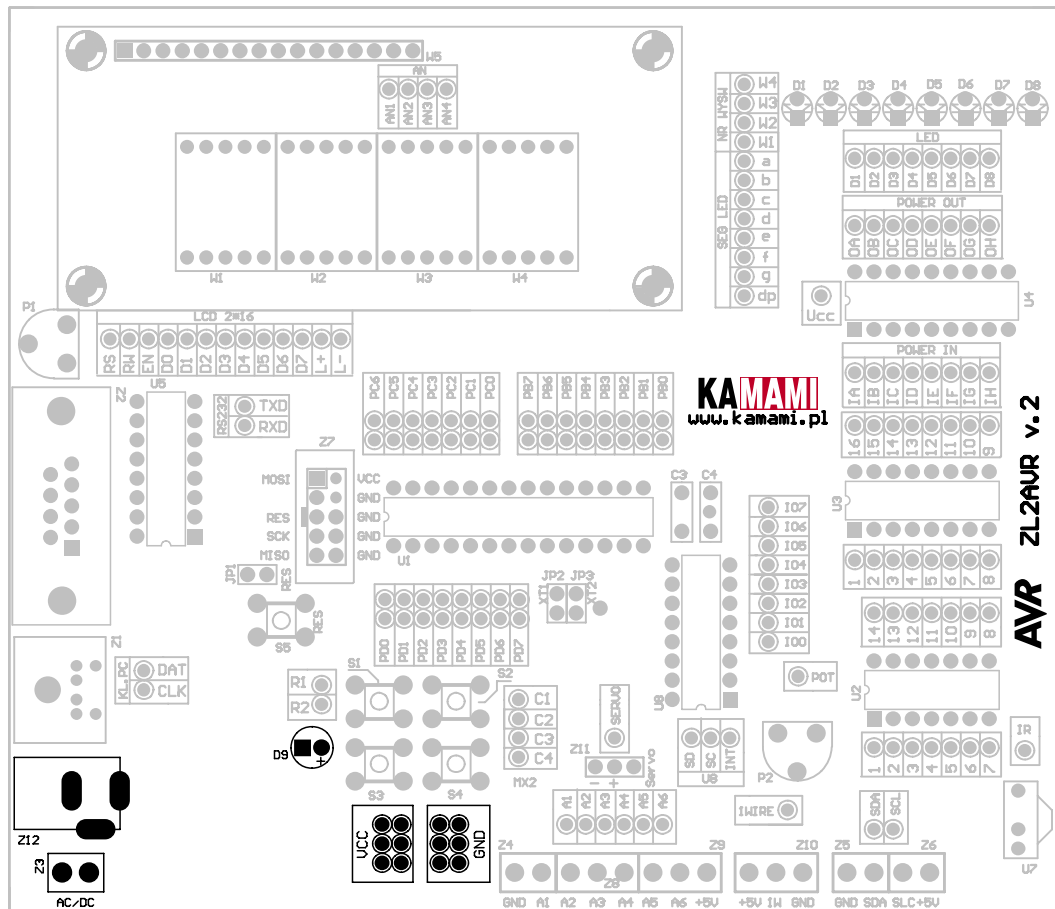 W5
AN
AN1 AN2 AN3 AN4
W1 W2 W3 W4
NR WYSW
W4
W3
W2
W1
SEG LED
a
b
c
d
e
f
g
dp
D1 D2 D3 D4 D5 D6 D7 D8
LED
D1 D2 D3 D4 D5 D6 D7 D8
POWER OUT
OA OB OC OD OE OF OG OH
U4
Ucc
P1
LCD 2*16
RS RW EN D0 D1 D2 D3 D4 D5 D6 D7 L+ L-
POWER IN
IA IB IC ID IE IF IG IH
16 15 14 13 12 11 10 9
U3
1 2 3 4 5 6 7 8
Z2
U5
RS232
TXD
RXD
PC6 PC5 PC4 PC3 PC2 PC1 PC0
PB7 PB6 PB5 PB4 PB3 PB2 PB1 PB0
KAMAMI
www.kamami.pl
AVR ZL2AVR v.2
Z7
MOSI VCC
GND
RES GND
SCK GND
MISO GND
U1
C3 C4
IO7
IO6
IO5
IO4
IO3
IO2
IO1
IO0
JP1
RES
RES
S5
JP2 JP3
XT1 XT2
PD0 PD1 PD2 PD3 PD4 PD5 PD6 PD7
14 13 12 11 10 9 8
U2
1 2 3 4 5 6 7
Z1
KL.PC
DAT
CLK
R1
R2
S1
S2
D9
+
S3 S4
C1
C2
C3
C4
MX2
SERVO
Z11
- +
Servo
U8
SD SC INT
U8
POT
P2
IR
U7
Z12
Z3
AC/DC
VCC
GND
A1 A2 A3 A4 A5 A6
1WIRE
SDA SCL
Z4 Z8 Z9
GND A1 A2 A3 A4 A5 A6 +5V
Z10
+5V 1W GND
Z5 Z6
GND SDA SLC +5V